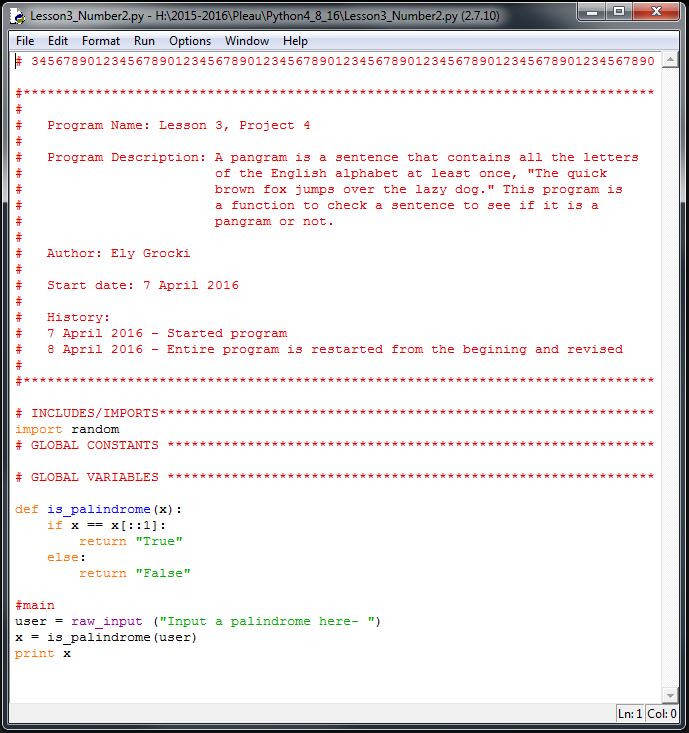 Lesson3_Number2.py - H:\2015-2016\Pleau\Python4_8_16\Lesson3_Number2.py (2.7.10)
File Edit Format Run Options Window Help
# 345678901234567890123456789012345678901234567890123456789012345678901234567890
#*******************************************************************************
#
#   Program Name: Lesson 3, Project 4
#
#   Program Description: A pangram is a sentence that contains all the letters
#                        of the English alphabet at least once, "The quick
#                        brown fox jumps over the lazy dog." This program is
#                        a function to check a sentence to see if it is a
#                        pangram or not.
#
#   Author: Ely Grocki
#
#   Start date: 7 April 2016
#
#   History:
#   7 April 2016 - Started program
#   8 April 2016 - Entire program is restarted from the begining and revised
#
#*******************************************************************************
# INCLUDES/IMPORTS**************************************************************
import random
# GLOBAL CONSTANTS *************************************************************
# GLOBAL VARIABLES *************************************************************
def is_palindrome(x):
    if x == x[::1]:
        return "True"
    else:
        return "False"
#main
user = raw_input ("Input a palindrome here- ")
x = is_palindrome(user)
print x
Ln: 1 Col: 0